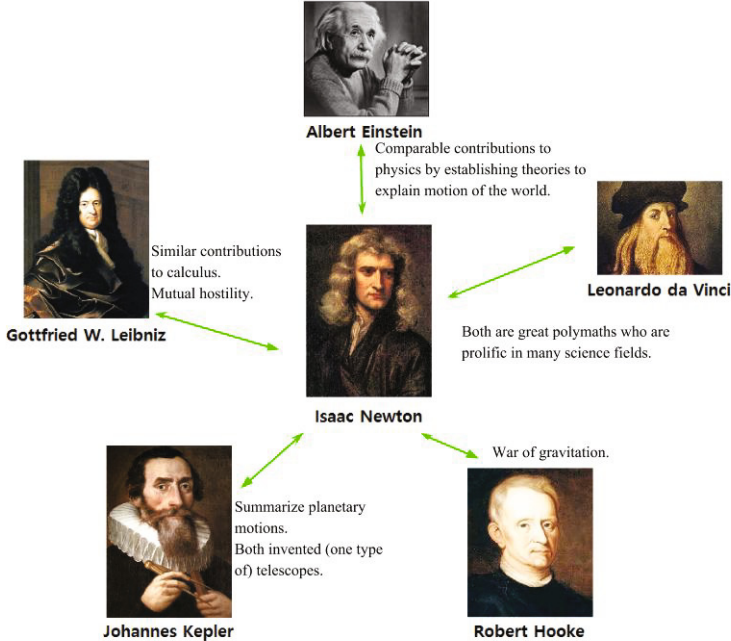 Albert Einstein
Comparable contributions to
physics by establishing theories to
explain motion of the world.
Leonardo da Vinci
Similar contributions
to calculus.
Mutual hostility.
Gottfried W. Leibniz
Both are great polymaths who are
prolific in many science fields.
Isaac Newton
War of gravitation.
Summarize planetary
motions.
Both invented (one type
of) telescopes.
Johannes Kepler
Robert Hooke